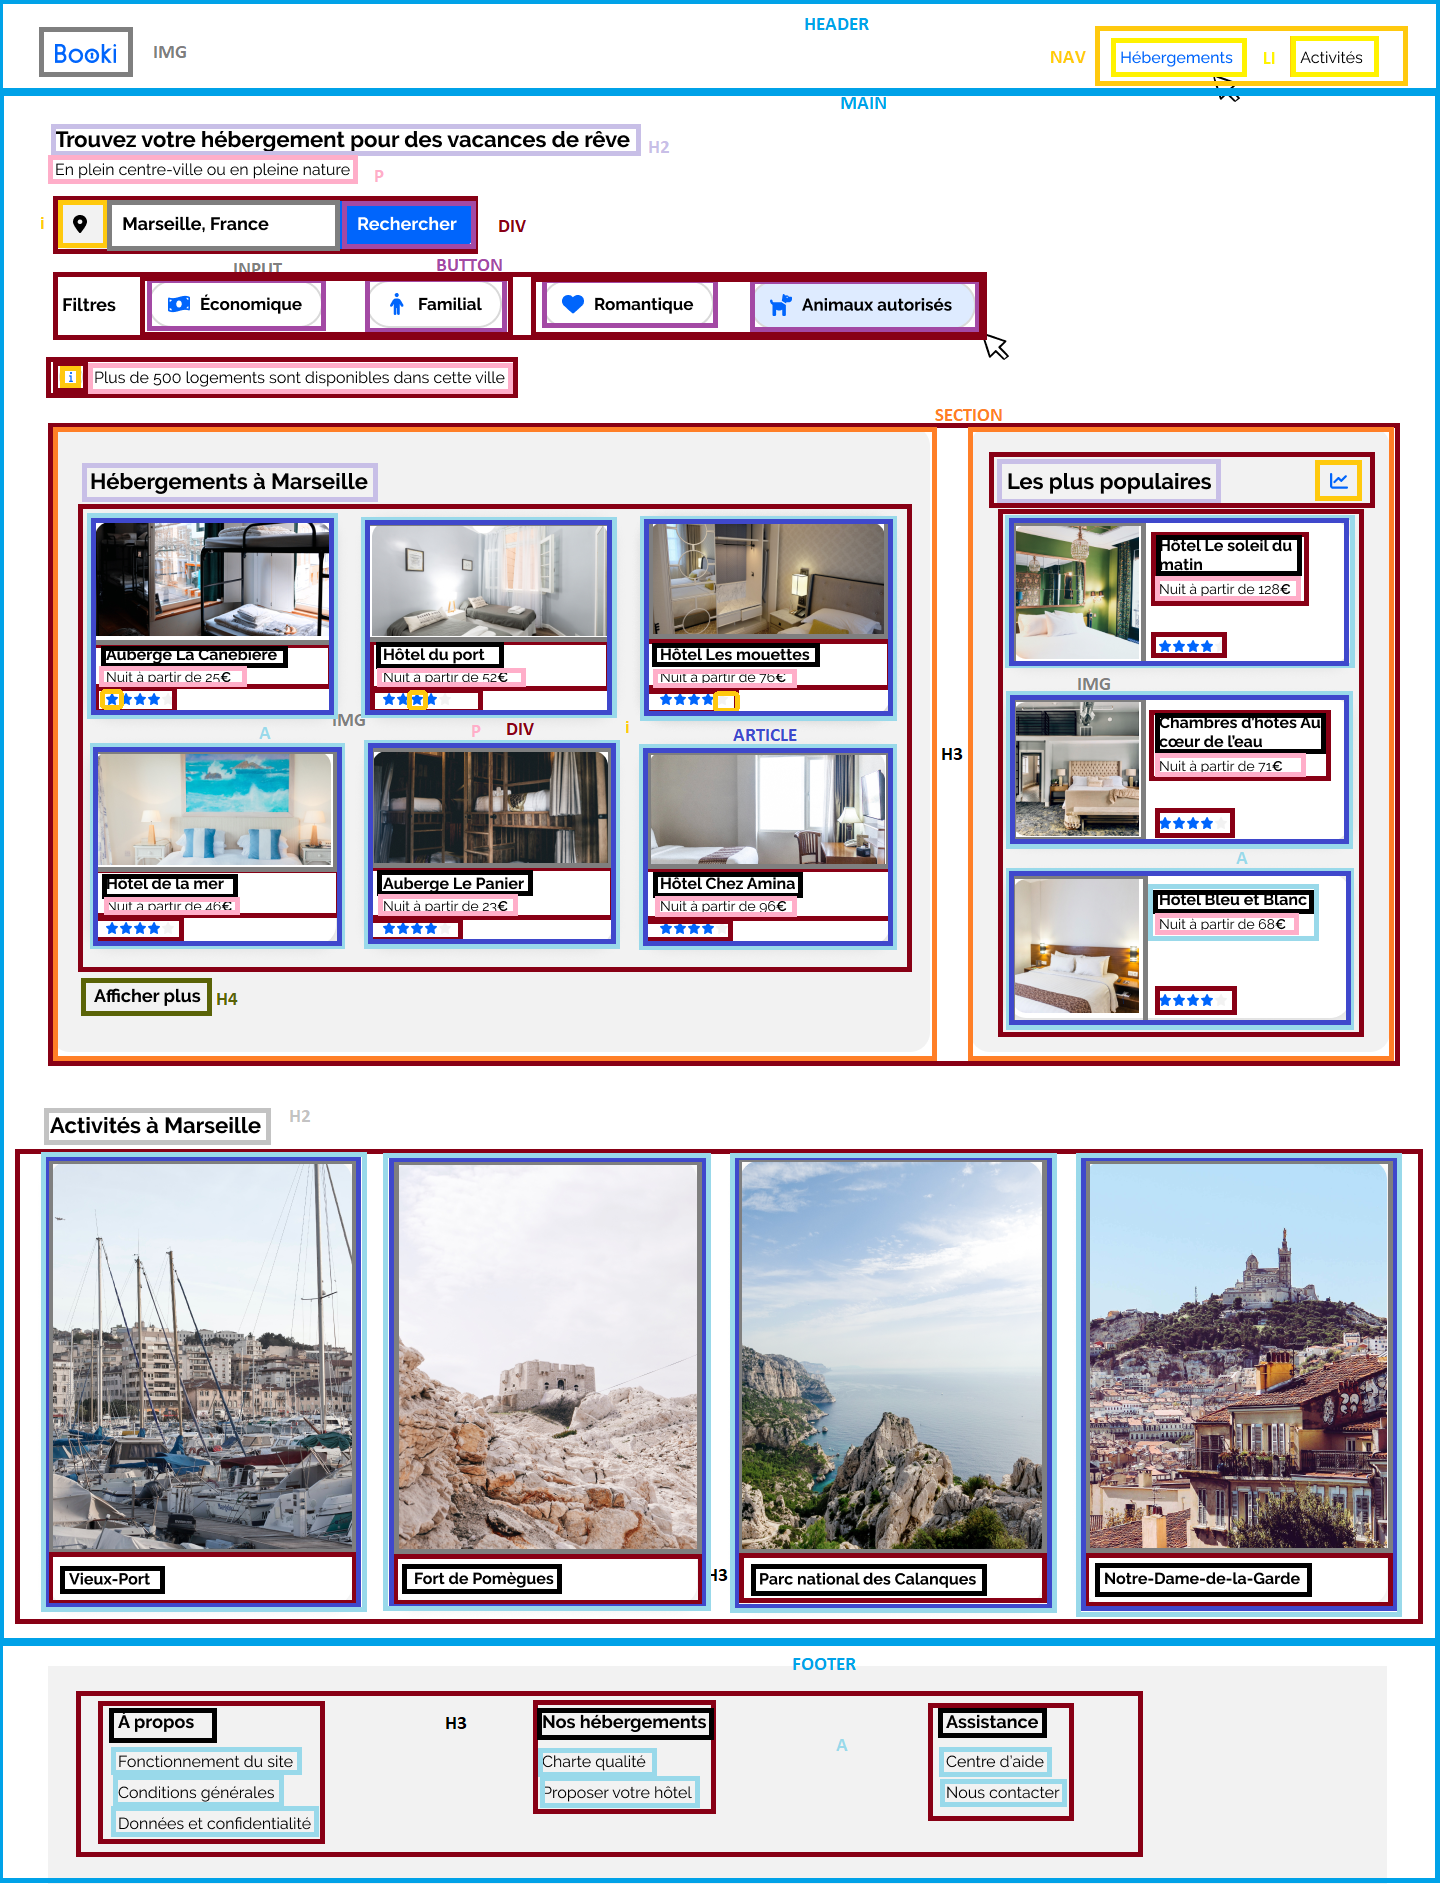 HEADER
Booki
IMG
NAV
Hébergements
LI
Activités
MAIN
Trouvez votre hébergement pour des vacances de rêve
H2
En plein centre-ville ou en pleine nature
P
i
Marseille, France
Rechercher
DIV
INPUT
BUTTON
Filtres
Économique
Familial
Romantique
Animaux autorisés
i
Plus de 500 logements sont disponibles dans cette ville
SECTION
Hébergements à Marseille
Auberge La Canebière
Nuit à partir de 25€
Hôtel du port
Nuit à partir de 52€
Hôtel Les mouettes
Nuit à partir de 76€
IMG
A
P
DIV
i
ARTICLE
H3
Hôtel de la mer
Nuit à partir de 46€
Auberge Le Panier
Nuit à partir de 23€
Hôtel Chez Amina
Nuit à partir de 96€
Afficher plus
H4
Les plus populaires
Hôtel Le soleil du
matin
Nuit à partir de 128€
IMG
Chambres d'hôtes Au
cœur de l'eau
Nuit à partir de 71€
A
Hôtel Bleu et Blanc
Nuit à partir de 68€
Activités à Marseille
H2
Vieux-Port
Fort de Pomègues
H3
Parc national des Calanques
Notre-Dame-de-la-Garde
FOOTER
À propos
Fonctionnement du site
Conditions générales
Données et confidentialité
H3
Nos hébergements
Charte qualité
Proposer votre hôtel
A
Assistance
Centre d'aide
Nous contacter